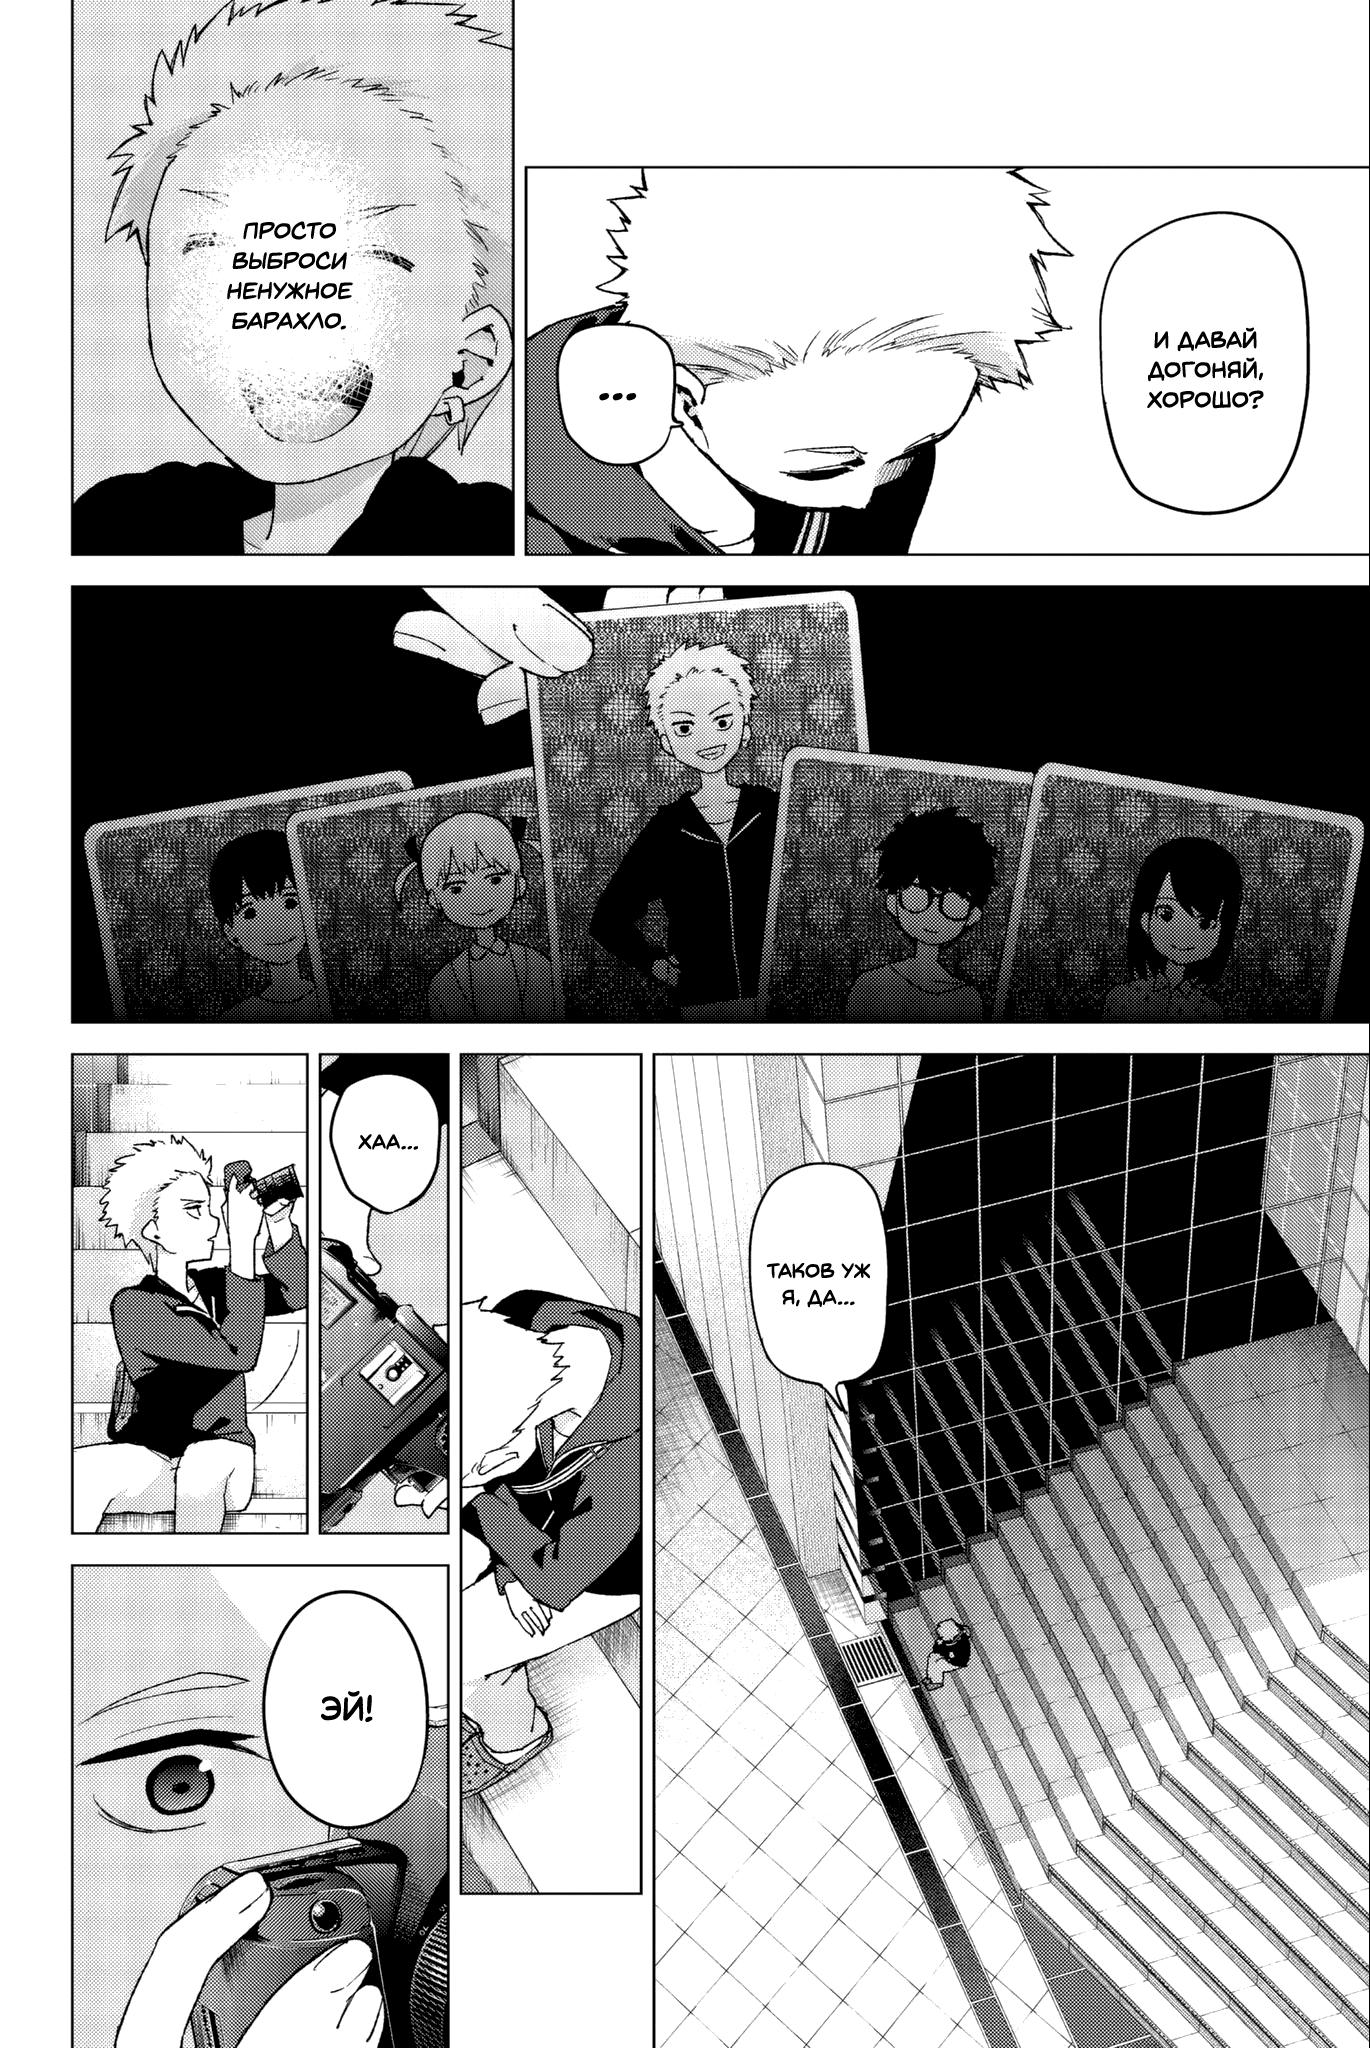 И ДАВАЙ
ДОГОНЯЙ,
ХОРОШО?
...
ПРОСТО
ВЫБРОСИ
НЕНУЖНОЕ
БАРАХЛО.
ТАКОВ УЖ
Я, ДА...
ХАА...
ЭЙ!